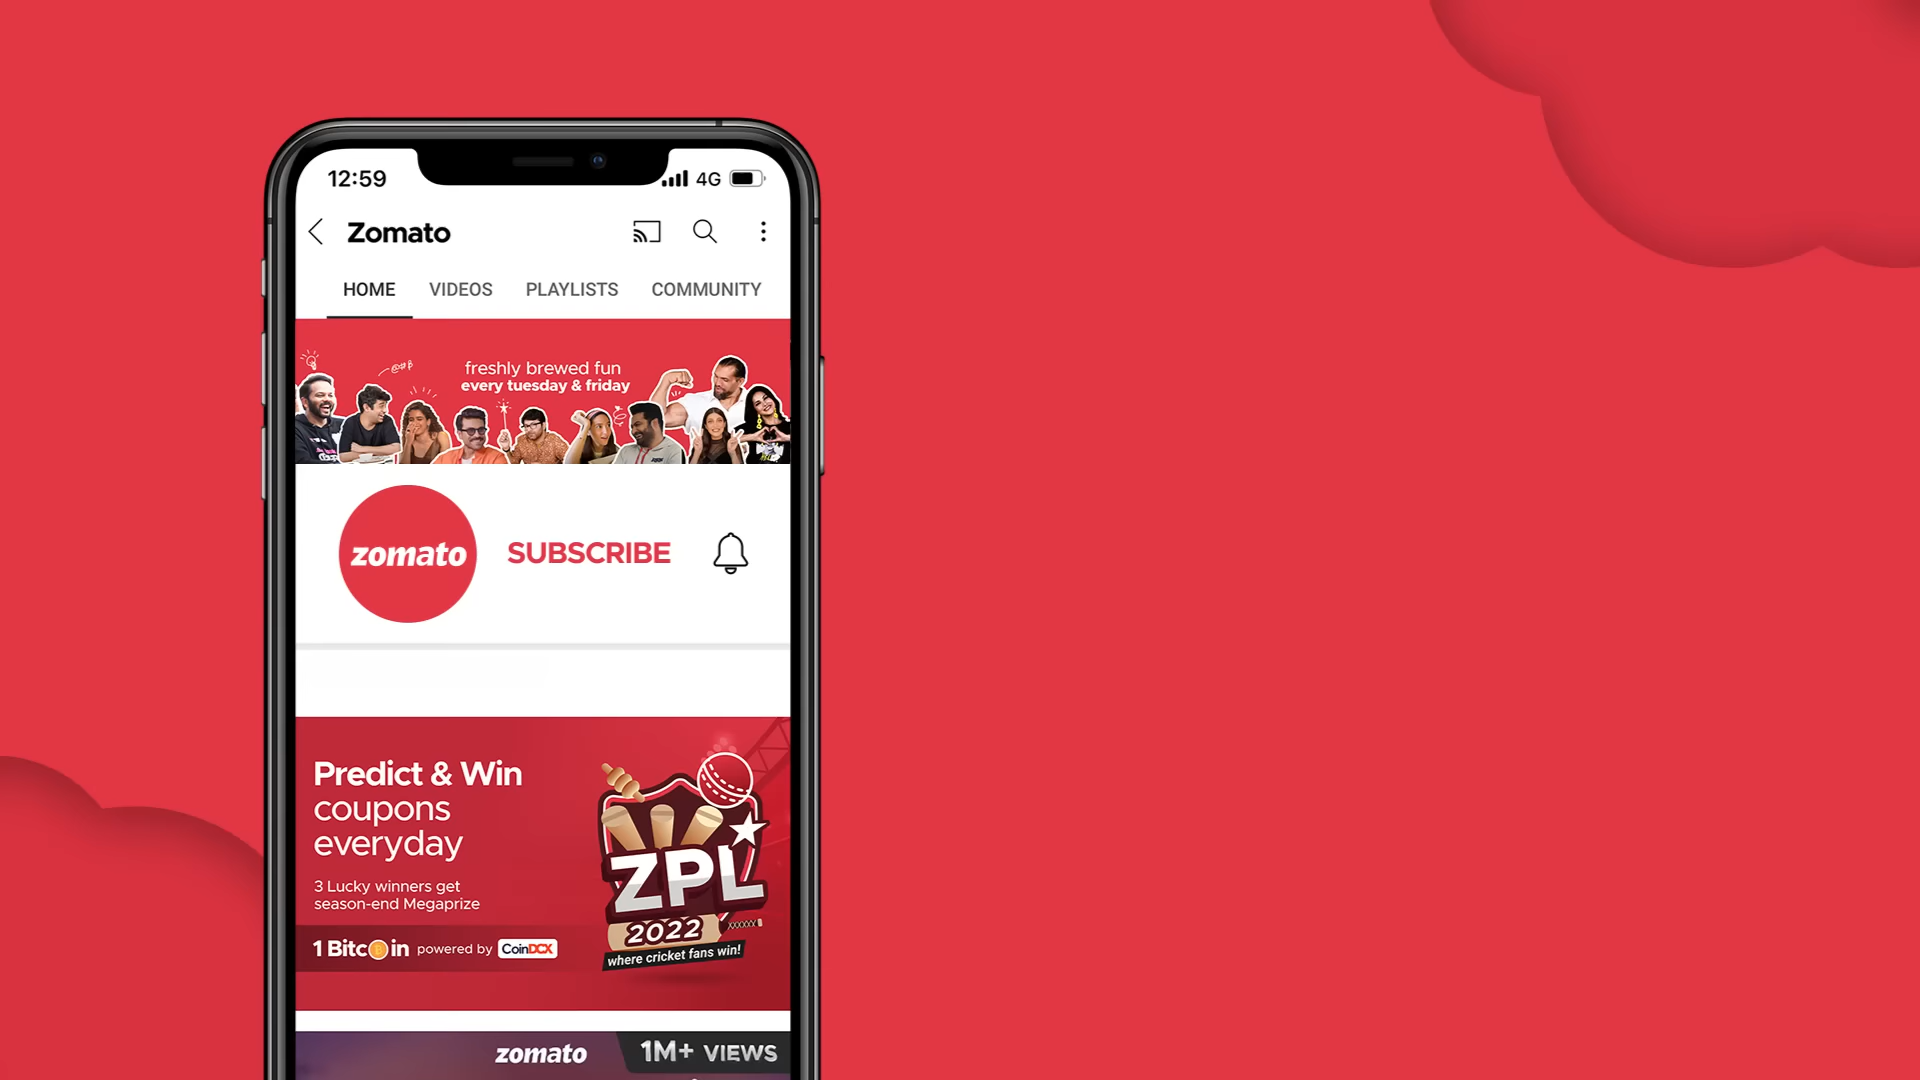 12:59
4G
Zomato
HOME VIDEOS PLAYLISTS COMMUNITY
@#β
freshly brewed fun
every tuesday & friday
zomato
SUBSCRIBE
Predict & Win
coupons
everyday
3 Lucky winners get
season-end Megaprize
1 Bitcoin powered by CoinDCX
ZPL
2022
where cricket fans win!
zomato
1M+ VIEWS